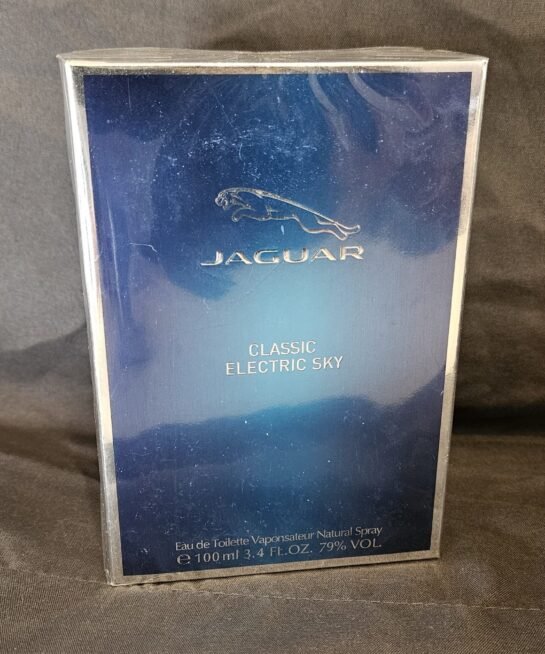 JAGUAR
CLASSIC
ELECTRIC SKY
Eau de Toilette Vaporisateur Natural Spray
℮ 100 ml 3.4 FL.OZ. 79% VOL.